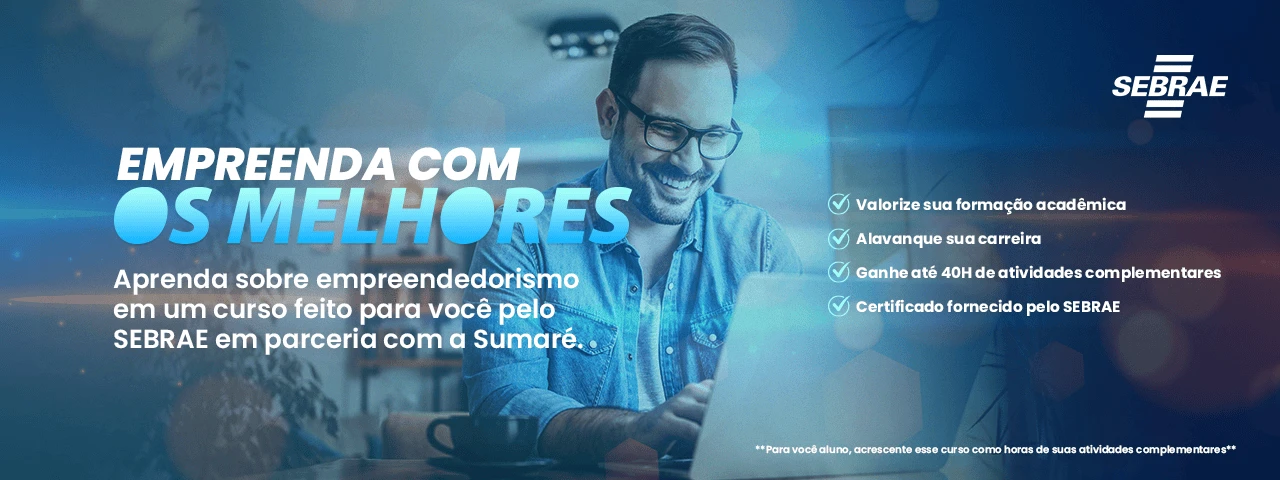 SEBRAE
EMPREENDA COM
OS MELHORES
Aprenda sobre empreendedorismo
em um curso feito para você pelo
SEBRAE em parceria com a Sumaré.
Valorize sua formação acadêmica
Alavanque sua carreira
Ganhe até 40H de atividades complementares
Certificado fornecido pelo SEBRAE
**Para você aluno, acrescente esse curso como horas de suas atividades complementares**